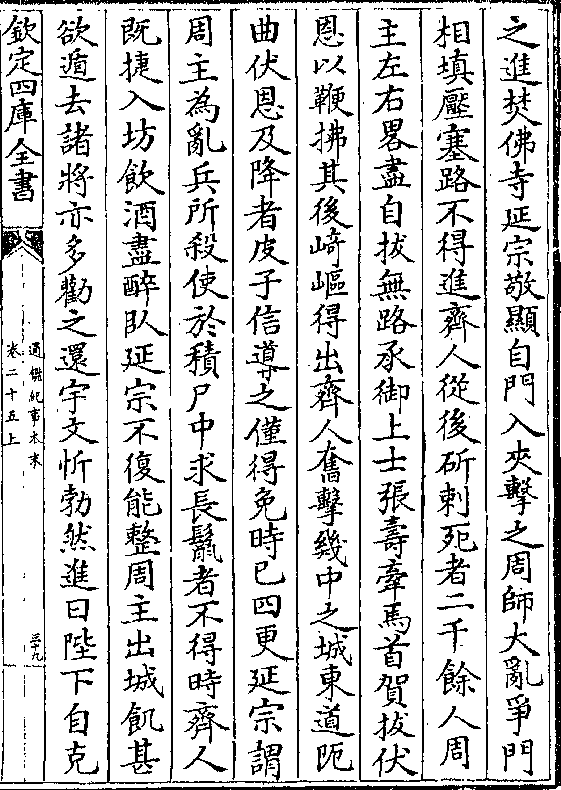 之進焚佛寺延宗敬顯自門入夾擊之周師大亂爭門
相填壓塞路不得進齊人從後斫刺死者二千餘人周
主左右畧盡自拔無路承御上士張壽牽馬首賀拔伏
恩以鞭拂其後崎嶇得出齊人奮擊幾中之城東道阨
曲伏恩及降者皮子信導之僅得免時已四更延宗謂
周主為亂兵所殺使於積尸中求長鬛者不得時齊人
既捷入坊飲酒盡醉臥延宗不復能整周主出城飢甚
欲遁去諸將亦多勸之還宇文忻勃然進曰陛下自克
欽定四庫全書
通鑑紀事本末
卷二十五上
三十九